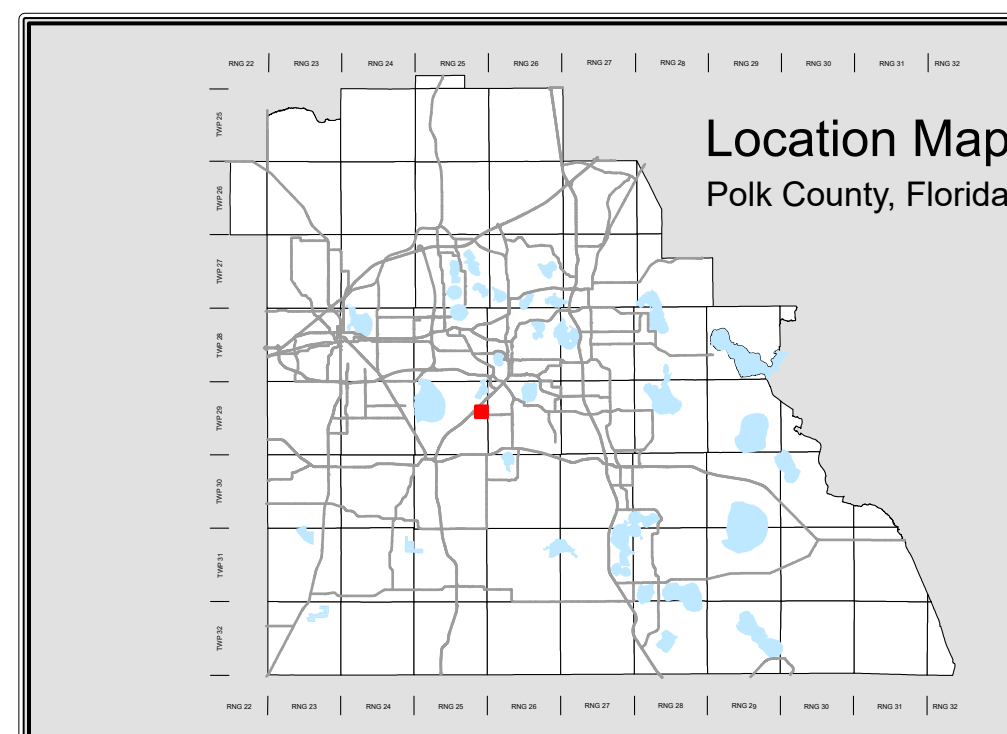 RNG 22 RNG 23 RNG 24 RNG 25 RNG 26 RNG 27 RNG 28 RNG 29 RNG 30 RNG 31 RNG 32
Location Map
Polk County, Florida
TWP 25
TWP 26
TWP 27
TWP 28
TWP 29
TWP 30
TWP 31
TWP 32
RNG 22 RNG 23 RNG 24 RNG 25 RNG 26 RNG 27 RNG 28 RNG 29 RNG 30 RNG 31 RNG 32